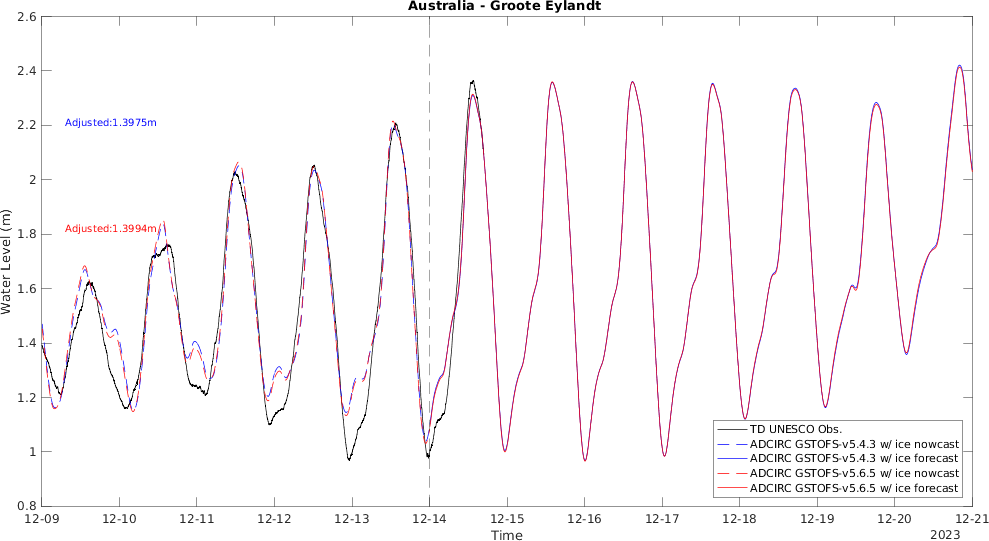 Australia - Groote Eylandt
2.6
2.4
2.2
2
1.8
1.6
1.4
1.2
1
0.8
Water Level (m)
Adjusted:1.3975m
Adjusted:1.3994m
TD UNESCO Obs.
ADCIRC GSTOFS-v5.4.3 w/ ice nowcast
ADCIRC GSTOFS-v5.4.3 w/ ice forecast
ADCIRC GSTOFS-v5.6.5 w/ ice nowcast
ADCIRC GSTOFS-v5.6.5 w/ ice forecast
12-09 12-10 12-11 12-12 12-13 12-14 12-15 12-16 12-17 12-18 12-19 12-20 12-21
Time
2023